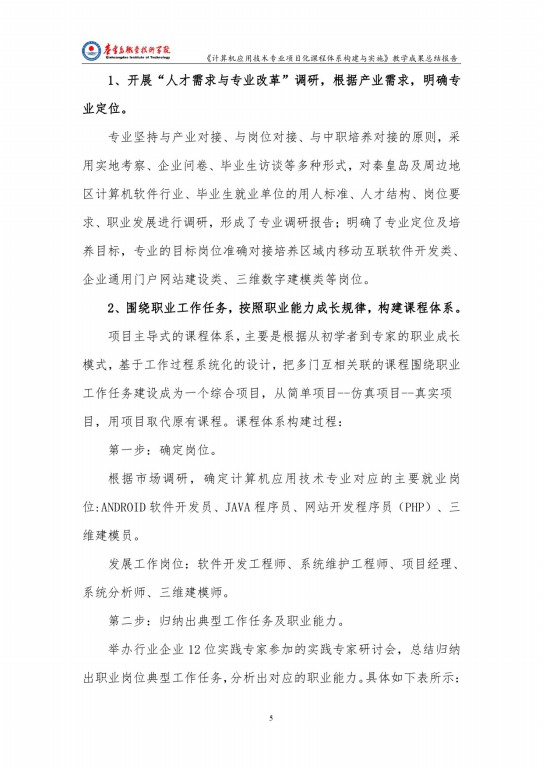 秦皇岛职业技术学院
Qinhuangdao Institute of Technology
《计算机应用技术专业项目化课程体系构建与实施》教学成果总结报告
1、开展“人才需求与专业改革”调研，根据产业需求，明确专
业定位。
专业坚持与产业对接、与岗位对接、与中职培养对接的原则，采
用实地考察、企业问卷、毕业生访谈等多种形式，对秦皇岛及周边地
区计算机软件行业、毕业生就业单位的用人标准、人才结构、岗位要
求、职业发展进行调研，形成了专业调研报告；明确了专业定位及培
养目标，专业的目标岗位准确对接培养区域内移动互联软件开发类、
企业通用门户网站建设类、三维数字建模类等岗位。
2、围绕职业工作任务，按照职业能力成长规律，构建课程体系。
项目主导式的课程体系，主要是根据从初学者到专家的职业成长
模式，基于工作过程系统化的设计，把多门互相关联的课程围绕职业
工作任务建设成为一个综合项目，从简单项目--仿真项目--真实项
目，用项目取代原有课程。课程体系构建过程：
第一步：确定岗位。
根据市场调研，确定计算机应用技术专业对应的主要就业岗
位:ANDROID 软件开发员、JAVA 程序员、网站开发程序员（PHP）、三
维建模员。
发展工作岗位：软件开发工程师、系统维护工程师、项目经理、
系统分析师、三维建模师。
第二步：归纳出典型工作任务及职业能力。
举办行业企业 12 位实践专家参加的实践专家研讨会，总结归纳
出职业岗位典型工作任务,分析出对应的职业能力。具体如下表所示：
5